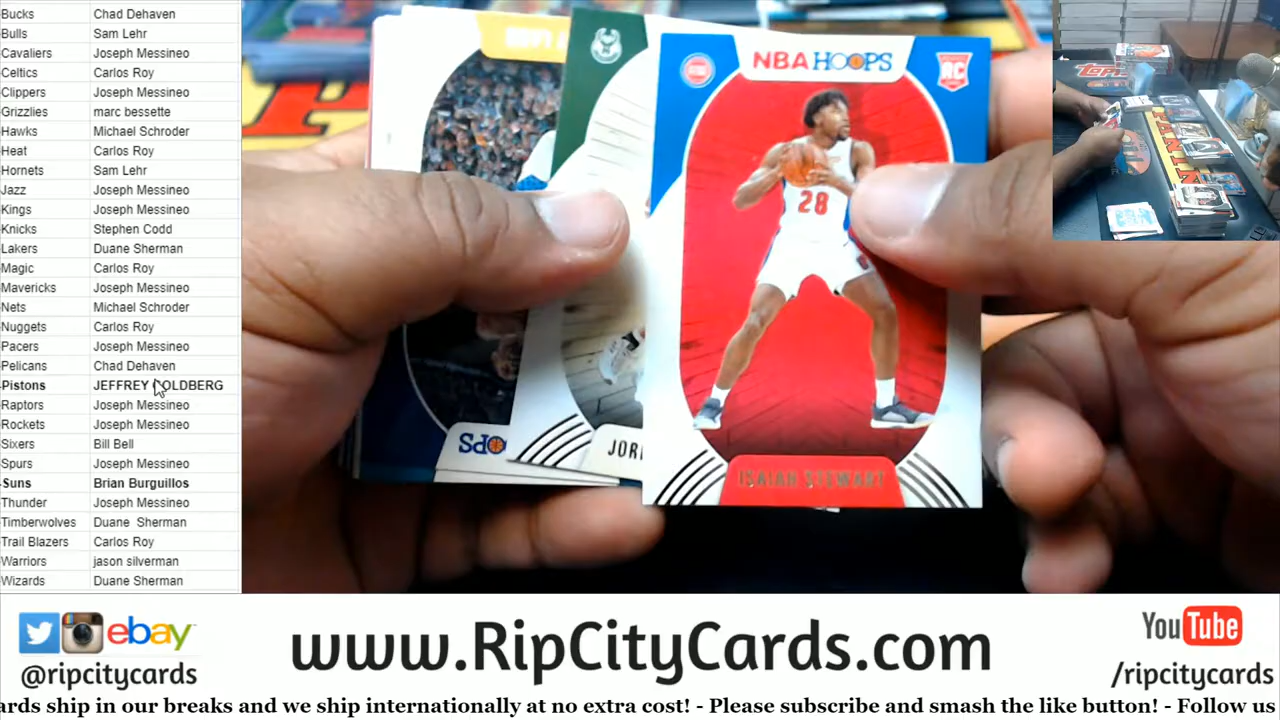 Bucks Chad Dehaven
Bulls Sam Lehr
Cavaliers Joseph Messineo
Celtics Carlos Roy
Clippers Joseph Messineo
Grizzlies marc bessette
Hawks Michael Schroder
Heat Carlos Roy
Hornets Sam Lehr
Jazz Joseph Messineo
Kings Joseph Messineo
Knicks Stephen Codd
Lakers Duane Sherman
Magic Carlos Roy
Mavericks Joseph Messineo
Nets Michael Schroder
Nuggets Carlos Roy
Pacers Joseph Messineo
Pelicans Chad Dehaven
Pistons JEFFREY GOLDBERG
Raptors Joseph Messineo
Rockets Joseph Messineo
Sixers Bill Bell
Spurs Joseph Messineo
Suns Brian Burguillos
Thunder Joseph Messineo
Timberwolves Duane Sherman
Trail Blazers Carlos Roy
Warriors jason silverman
Wizards Duane Sherman
NBA HOOPS
RC
28
ISAIAH STEWART
JOR
OPS
TOPPS
PANINI
ebay
@ripcitycards
www.RipCityCards.com
YouTube
/ripcitycards
ards ship in our breaks and we ship internationally at no extra cost! - Please subscribe and smash the like button! - Follow us